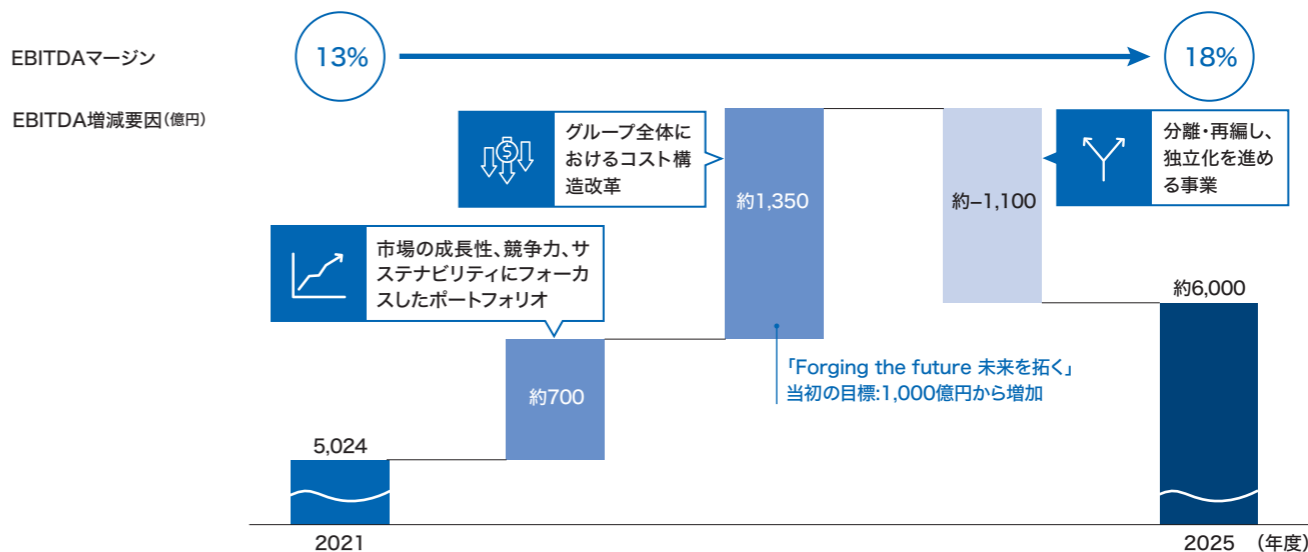 EBITDAマージン
13%
18%
EBITDA増減要因(億円)
グループ全体に
おけるコスト構
造改革
分離・再編し、
独立化を進め
る事業
約1,350
約−1,100
市場の成長性、競争力、サ
ステナビリティにフォーカ
スしたポートフォリオ
約6,000
「Forging the future 未来を拓く」
当初の目標:1,000億円から増加
約700
5,024
2021
2025 (年度)